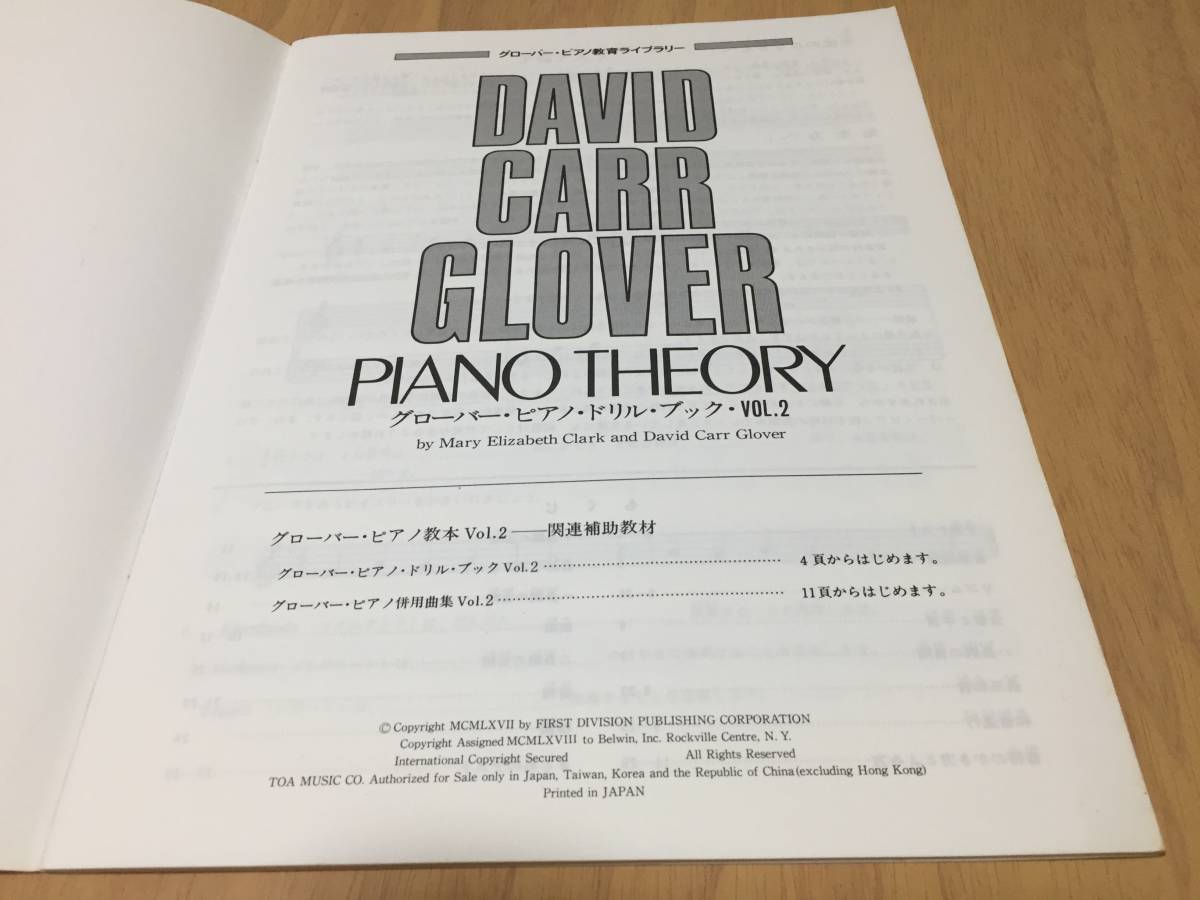 グローバー・ピアノ教育ライブラリー
DAVID
CARR
GLOVER
PIANO THEORY
グローバー・ピアノ・ドリル・ブック・VOL.2
by Mary Elizabeth Clark and David Carr Glover
グローバー・ピアノ教本 Vol.2――関連補助教材
グローバー・ピアノ・ドリル・ブック Vol.2 ………………………………… 4頁からはじめます。
グローバー・ピアノ併用曲集 Vol.2 ………………………………… 11頁からはじめます。
© Copyright MCMLXVII by FIRST DIVISION PUBLISHING CORPORATION
Copyright Assigned MCMLXVIII to Belwin, Inc. Rockville Centre, N. Y.
International Copyright Secured All Rights Reserved
TOA MUSIC CO. Authorized for Sale only in Japan, Taiwan, Korea and the Republic of China (excluding Hong Kong)
Printed in JAPAN